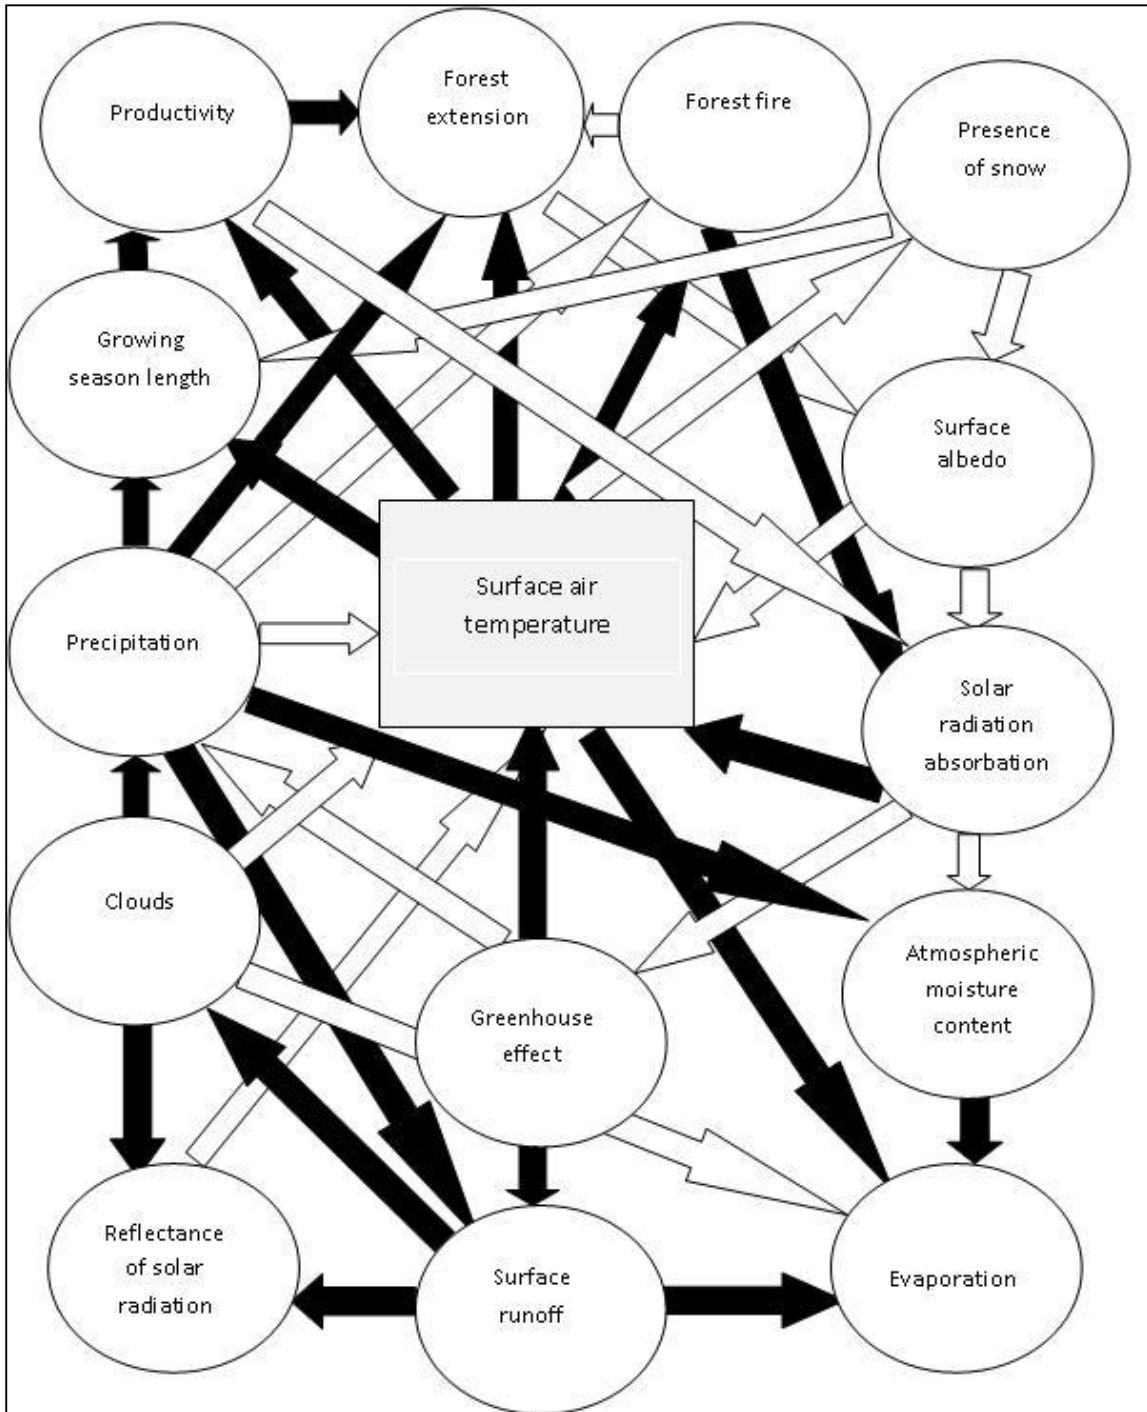 Productivity
Forest
extension
Forest fire
Presence
of snow
Growing
season length
Surface
albedo
Surface air
temperature
Precipitation
Solar
radiation
absorbation
Clouds
Greenhouse
effect
Atmospheric
moisture
content
Reflectance
of solar
radiation
Surface
runoff
Evaporation